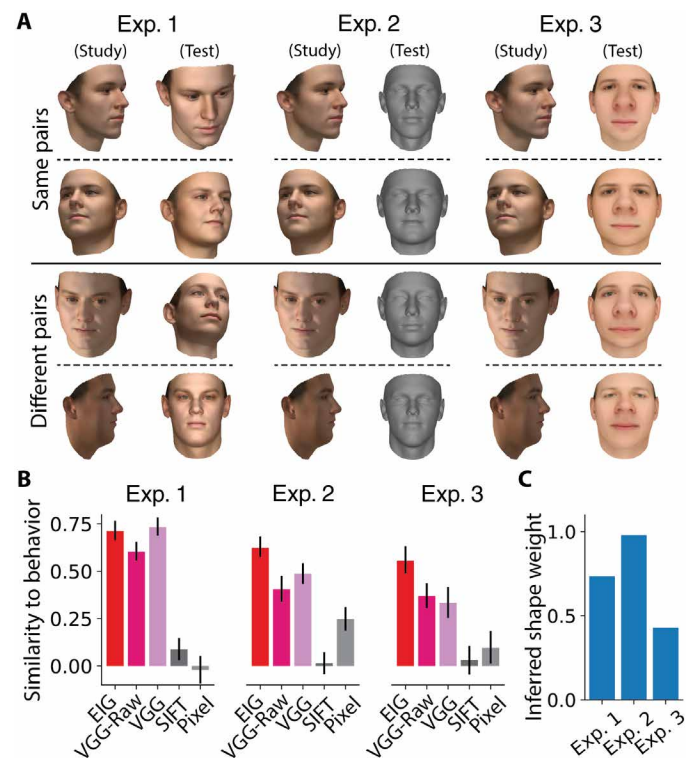 A
Exp. 1 Exp. 2 Exp. 3
(Study) (Test) (Study) (Test) (Study) (Test)
Same pairs
Different pairs
B
Exp. 1 Exp. 2 Exp. 3
Similarity to behavior
0.75
0.50
0.25
0.00
EIG
VGG-Raw
VGG
SIFT
Pixel
EIG
VGG-Raw
VGG
SIFT
Pixel
EIG
VGG-Raw
VGG
SIFT
Pixel
C
Inferred shape weight
1.0
0.5
0.0
Exp. 1
Exp. 2
Exp. 3